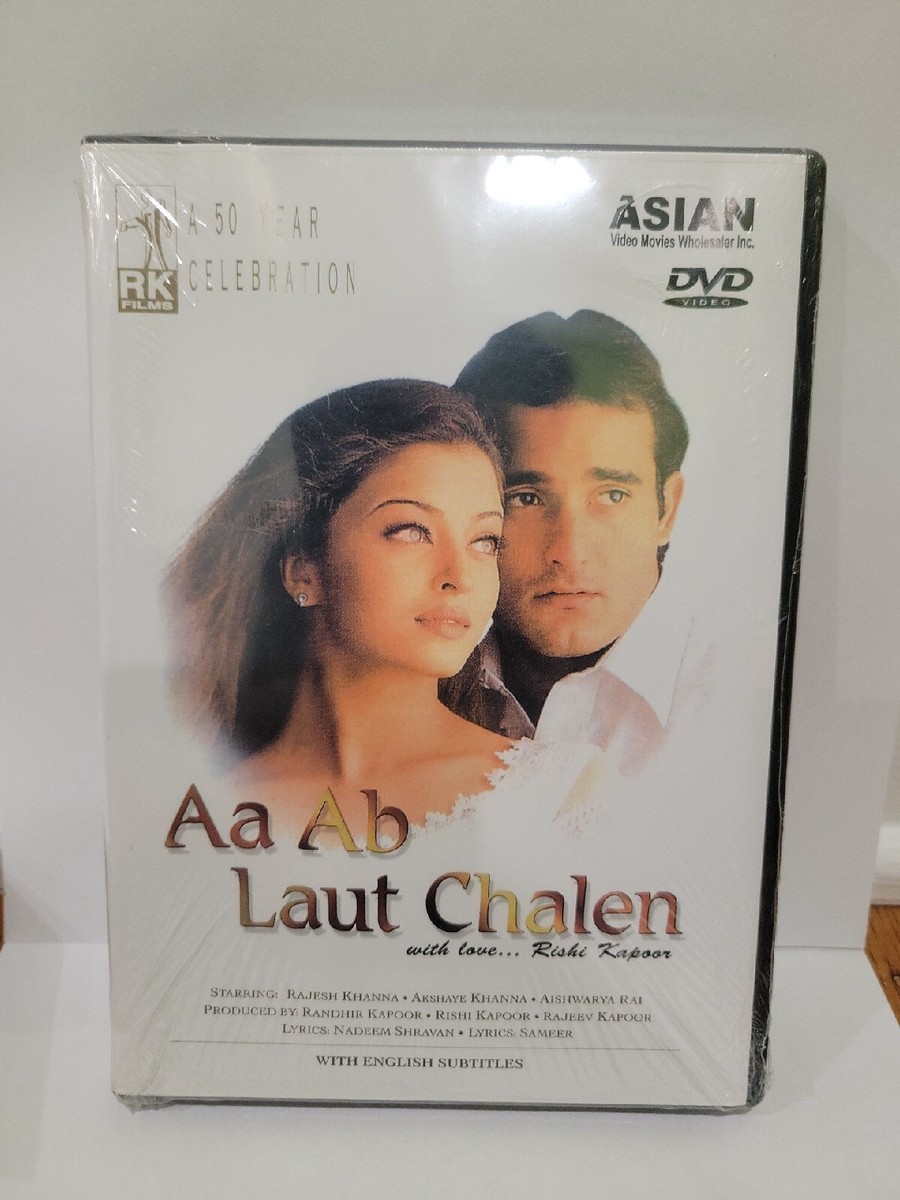 A 50 YEAR
CELEBRATION
RK
FILMS
ASIAN
Video Movies Wholesaler Inc.
DVD
VIDEO
Aa Ab
Laut Chalen
with love... Rishi Kapoor
STARRING: RAJESH KHANNA • AKSHAYE KHANNA • AISHWARYA RAI
PRODUCED BY: RANDHIR KAPOOR • RISHI KAPOOR • RAJEEV KAPOOR
LYRICS: NADEEM SHRAVAN • LYRICS: SAMEER
WITH ENGLISH SUBTITLES